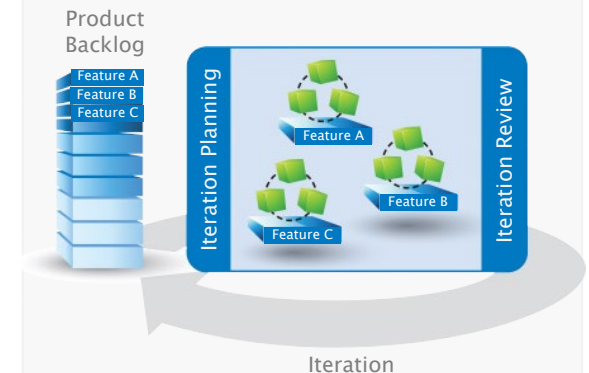 Product
Backlog
Feature A
Feature B
Feature C
Iteration Planning
Feature A
Feature B
Feature C
Iteration Review
Iteration